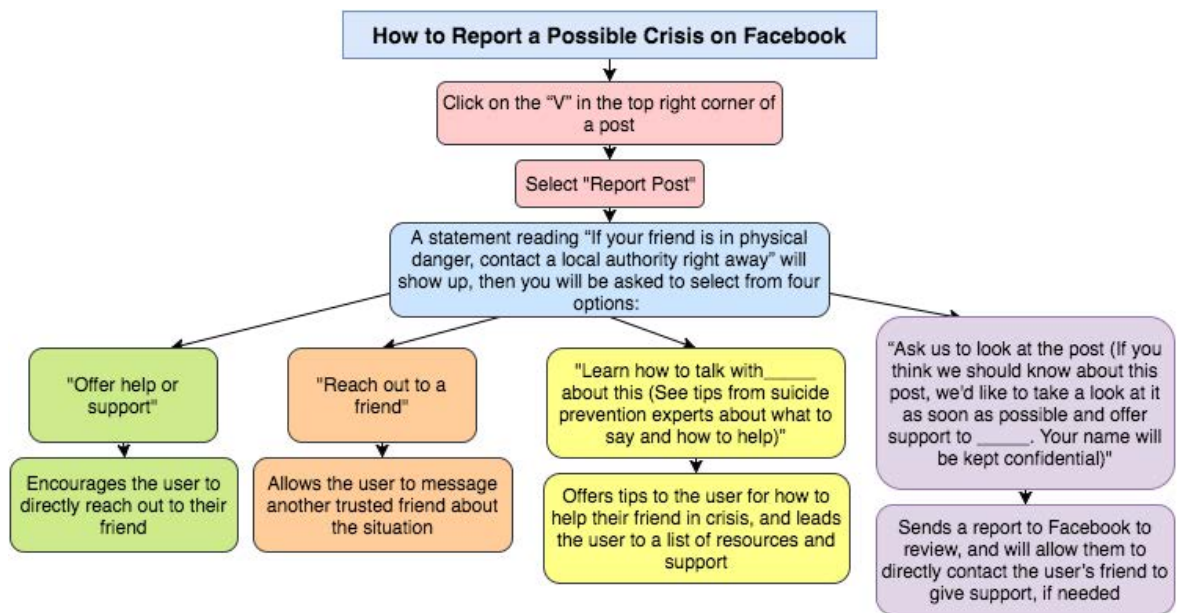 How to Report a Possible Crisis on Facebook
Click on the “V” in the top right corner of
a post
Select "Report Post"
A statement reading “If your friend is in physical
danger, contact a local authority right away” will
show up, then you will be asked to select from four
options:
"Offer help or
support"
Encourages the user to
directly reach out to their
friend
"Reach out to a
friend"
Allows the user to message
another trusted friend about
the situation
"Learn how to talk with_____
about this (See tips from suicide
prevention experts about what to
say and how to help)"
Offers tips to the user for how to
help their friend in crisis, and leads
the user to a list of resources and
support
“Ask us to look at the post (If you
think we should know about this
post, we’d like to take a look at it
as soon as possible and offer
support to _____. Your name will
be kept confidential)"
Sends a report to Facebook to
review, and will allow them to
directly contact the user’s friend to
give support, if needed